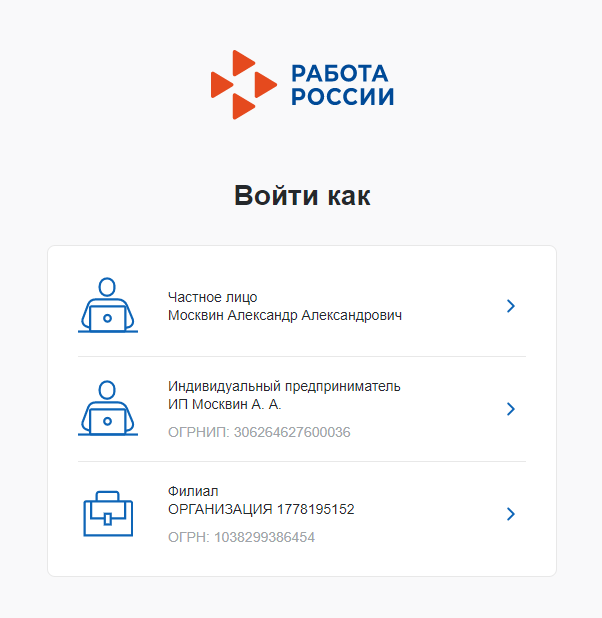 РАБОТА
РОССИИ
Войти как
Частное лицо
Москвин Александр Александрович
Индивидуальный предприниматель
ИП Москвин А. А.
ОГРНИП: 306264627600036
Филиал
ОРГАНИЗАЦИЯ 1778195152
ОГРН: 1038299386454